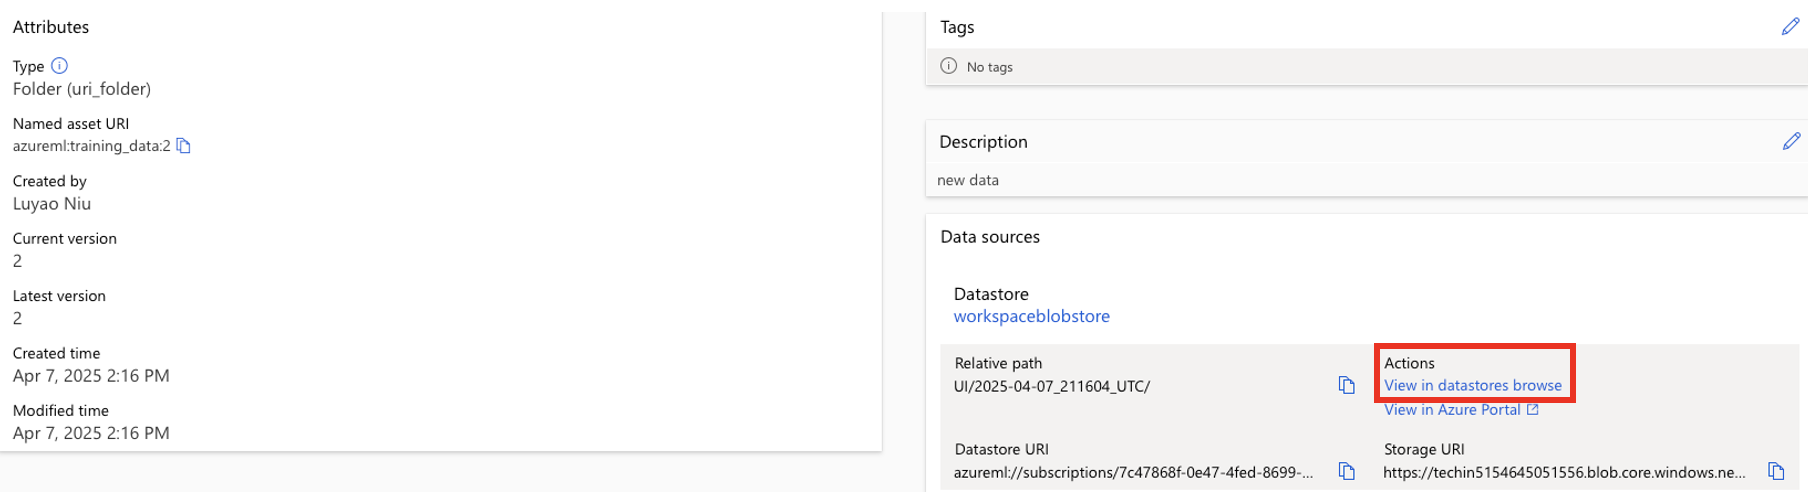 Attributes
Type
Folder (uri_folder)
Named asset URI
azureml:training_data:2
Created by
Luyao Niu
Current version
2
Latest version
2
Created time
Apr 7, 2025 2:16 PM
Modified time
Apr 7, 2025 2:16 PM
Tags
No tags
Description
new data
Data sources
Datastore
workspaceblobstore
Relative path
UI/2025-04-07_211604_UTC/
Actions
View in datastores browse
View in Azure Portal
Datastore URI
azureml://subscriptions/7c47868f-0e47-4fed-8699-...
Storage URI
https://techin5154645051556.blob.core.windows.ne...